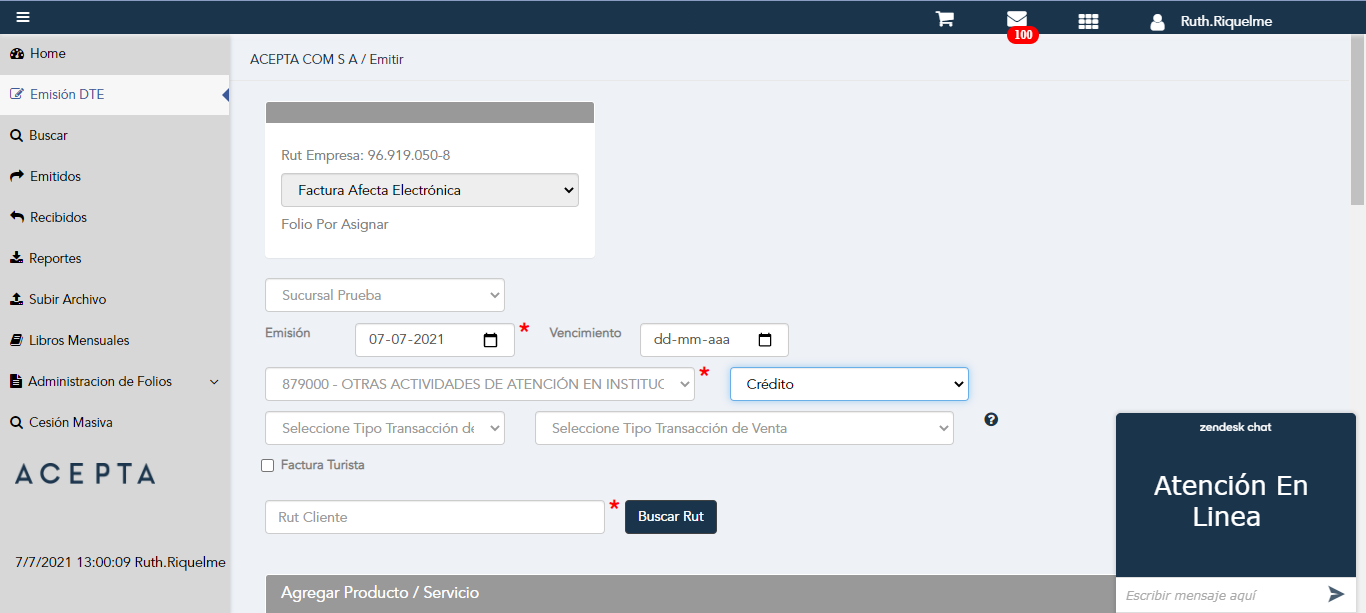 100
Ruth.Riquelme
Home
Emisión DTE
Buscar
Emitidos
Recibidos
Reportes
Subir Archivo
Libros Mensuales
Administracion de Folios
Cesión Masiva
ACEPTA
7/7/2021 13:00:09 Ruth.Riquelme
ACEPTA COM S A / Emitir
Rut Empresa: 96.919.050-8
Factura Afecta Electrónica
Folio Por Asignar
Sucursal Prueba
Emisión 07-07-2021 * Vencimiento dd-mm-aaa
879000 - OTRAS ACTIVIDADES DE ATENCIÓN EN INSTITUC * Crédito
Seleccione Tipo Transacción de Seleccione Tipo Transacción de Venta ?
Factura Turista
Rut Cliente * Buscar Rut
Agregar Producto / Servicio
zendesk chat
Atención En
Linea
Escribir mensaje aquí